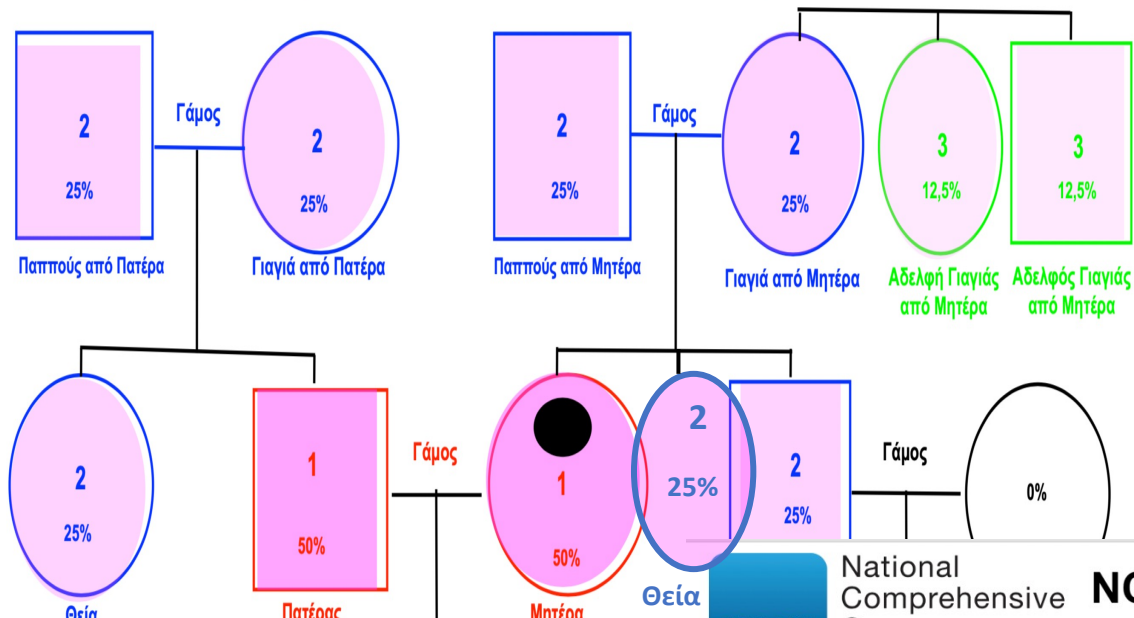 2
25%
Παππούς από Πατέρα
Γάμος
2
25%
Γιαγιά από Πατέρα
2
25%
Παππούς από Μητέρα
Γάμος
2
25%
Γιαγιά από Μητέρα
3
12,5%
Αδελφή Γιαγιάς
από Μητέρα
3
12,5%
Αδελφός Γιαγιάς
από Μητέρα
2
25%
Θεία
1
50%
Πατέρας
Γάμος
1
50%
Μητέρα
2
25%
Θεία
2
25%
Γάμος
0%
National
Comprehensive